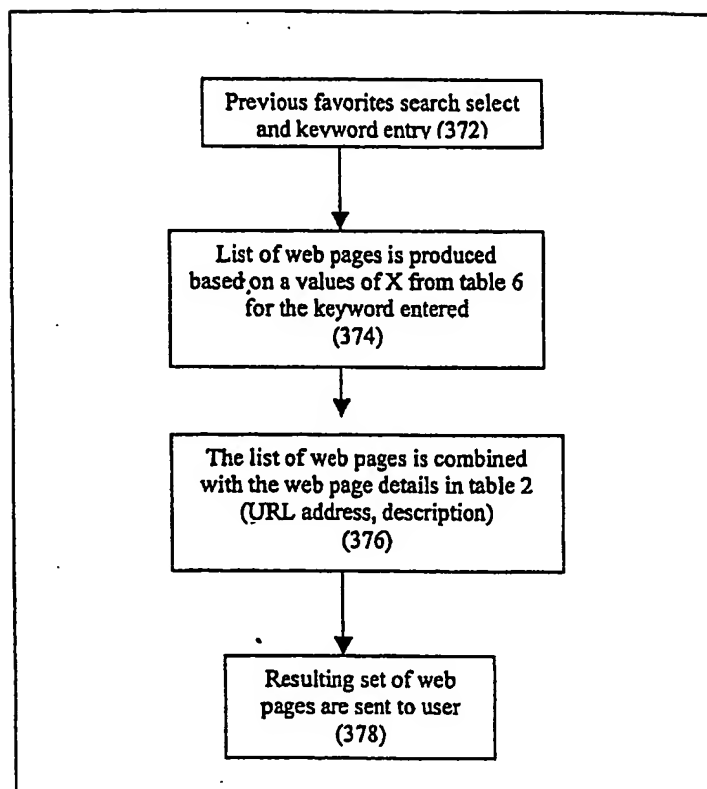 Previous favorites search select
and keyword entry (372)
List of web pages is produced
based on a values of X from table 6
for the keyword entered
(374)
The list of web pages is combined
with the web page details in table 2
(URL address, description)
(376)
Resulting set of web
pages are sent to user
(378)